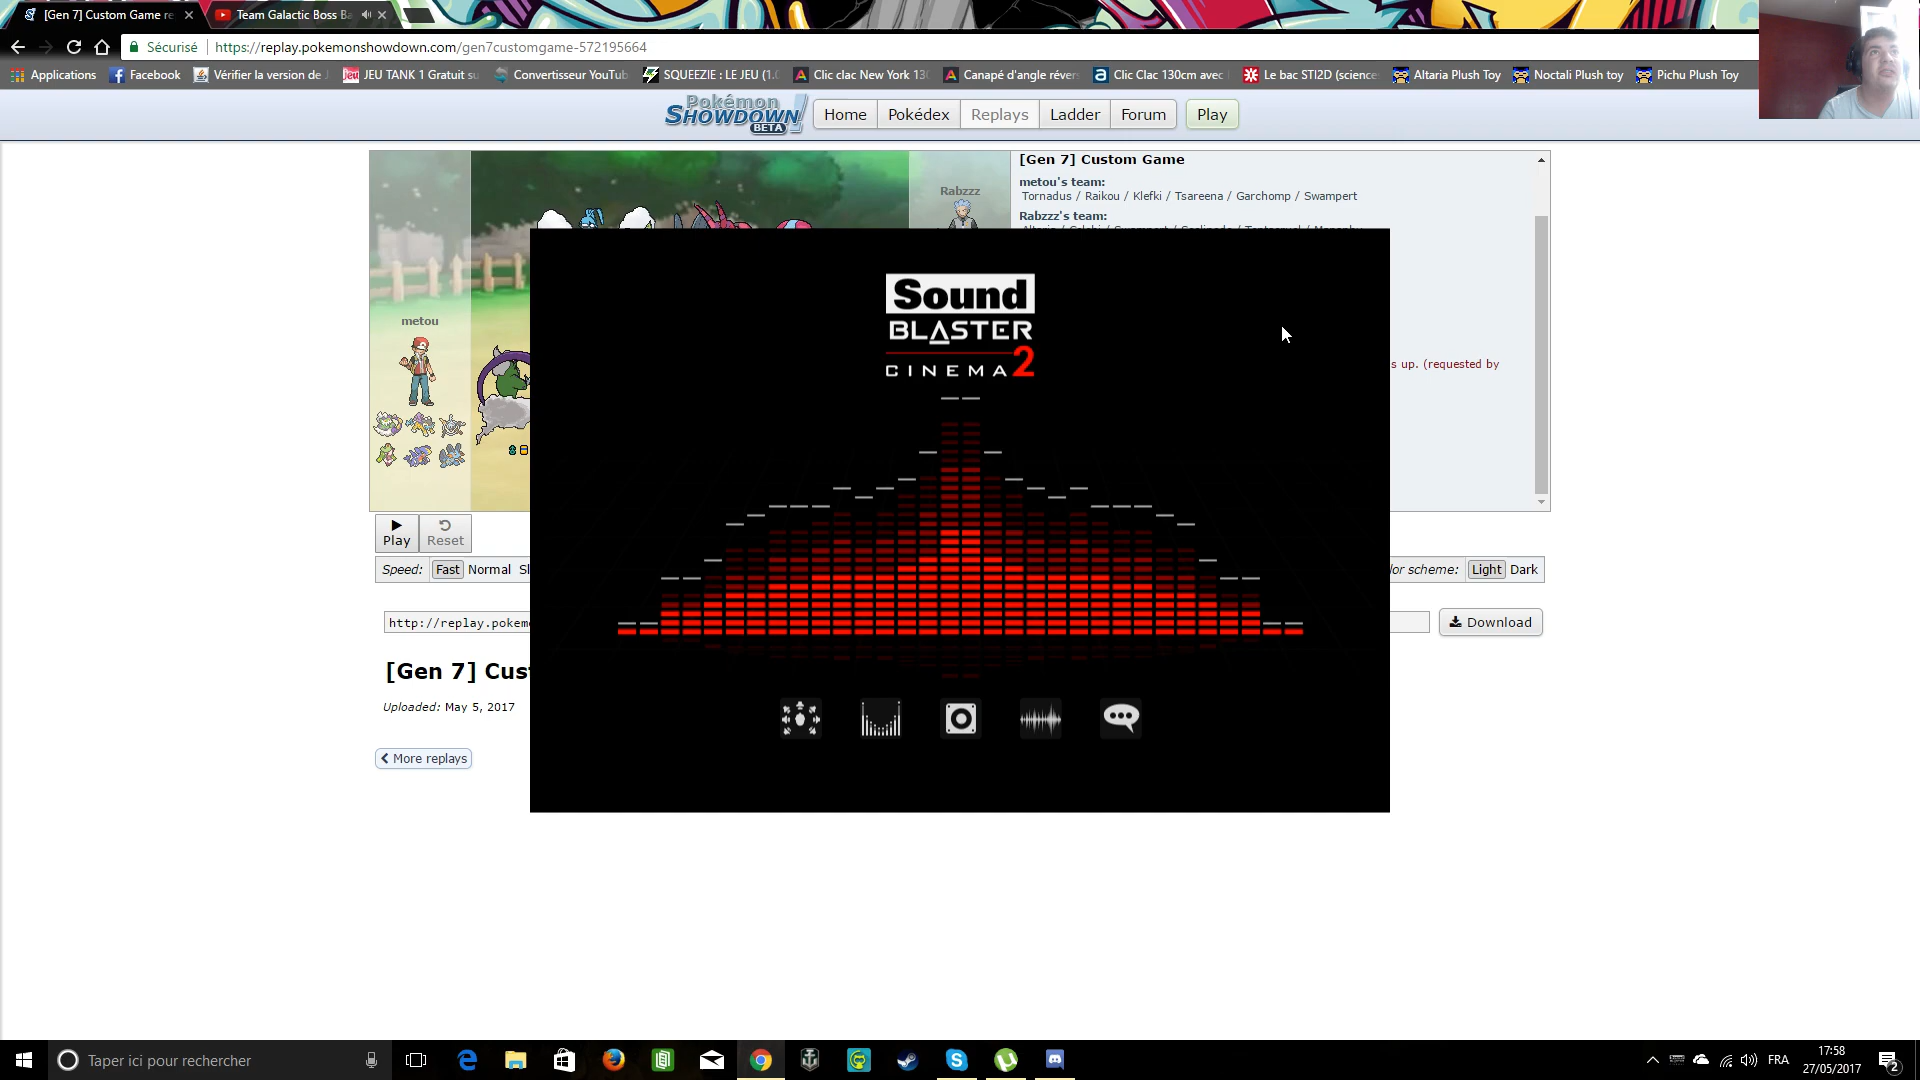 [Gen 7] Custom Game re
Team Galactic Boss Ba
Sécurisé
https://replay.pokemonshowdown.com/gen7customgame-572195664
Applications
Facebook
Vérifier la version de J
JEU TANK 1 Gratuit su
Convertisseur YouTub
SQUEEZIE : LE JEU (1.0
Clic clac New York 13
Canapé d'angle révers
Clic Clac 130cm avec
Le bac STI2D (science
Altaria Plush Toy
Noctali Plush toy
Pichu Plush Toy
Pokémon
SHOWDOWN!
BETA
Home
Pokédex
Replays
Ladder
Forum
Play
[Gen 7] Custom Game
metou's team:
Tornadus / Raikou / Klefki / Tsareena / Garchomp / Swampert
Rabzzz's team:
Rabzzz
metou
s up. (requested by
Sound
BLASTER
CINEMA 2
Play
Reset
Speed:
Fast
Normal
Sl
lor scheme:
Light
Dark
http://replay.pokem
Download
[Gen 7] Cus
Uploaded: May 5, 2017
More replays
Taper ici pour rechercher
FRA
17:58
27/05/2017
2